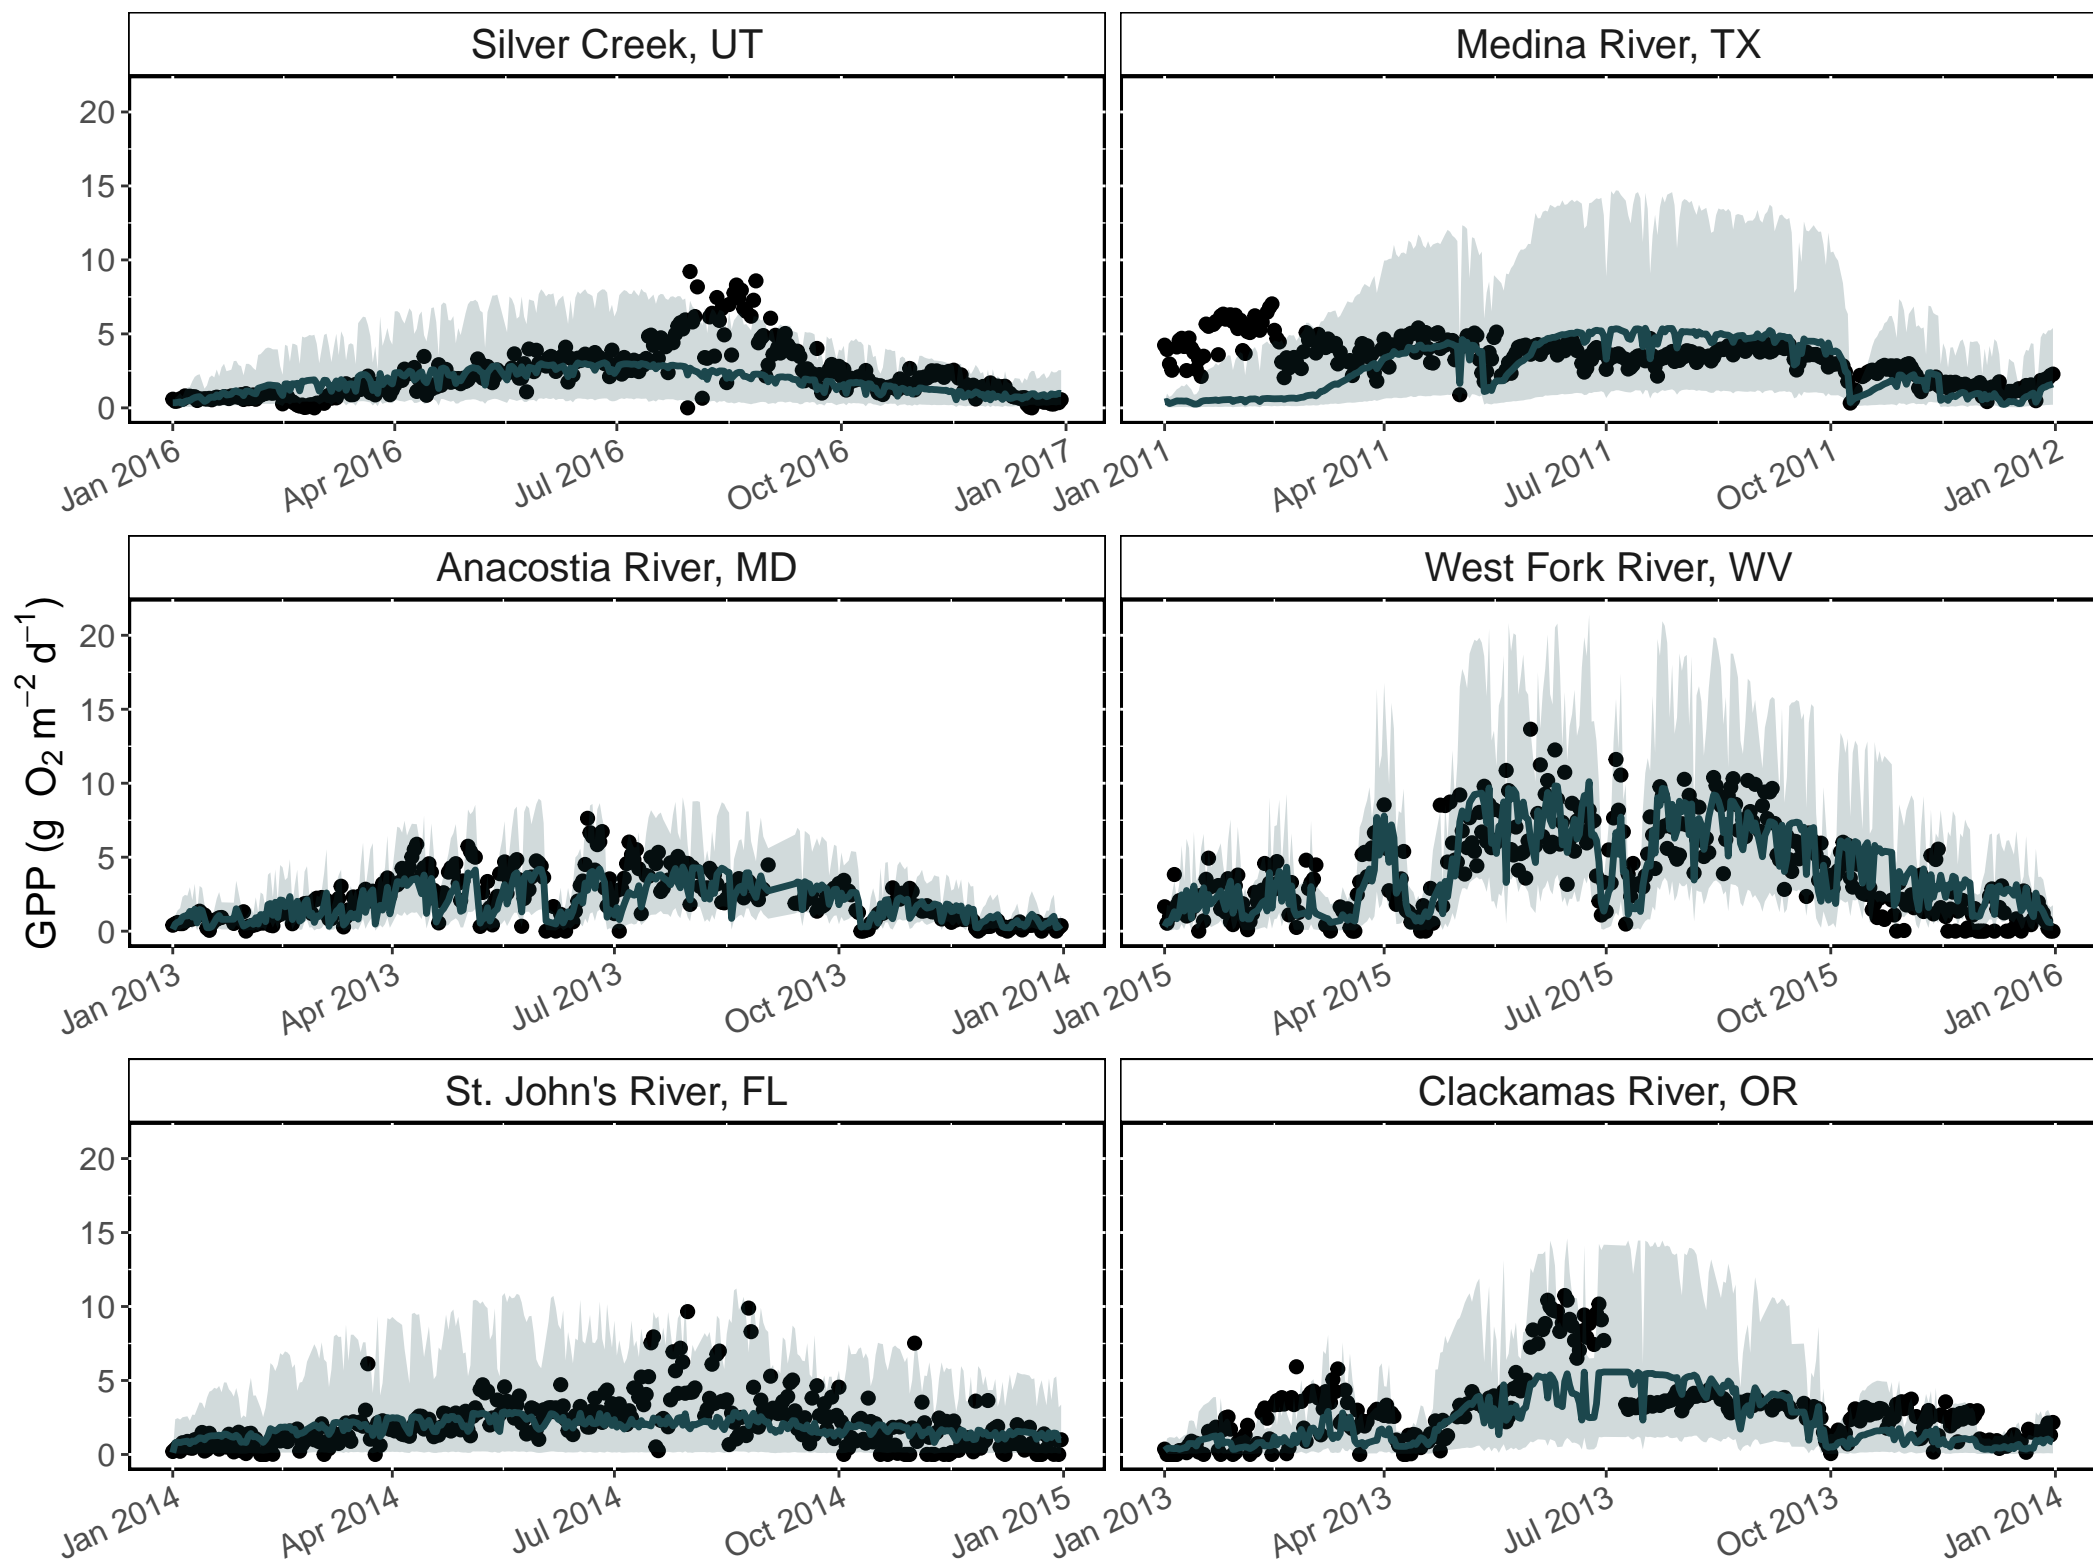 Silver Creek, UT
Medina River, TX
20
15
10
5
0
Jan 2016
Apr 2016
Jul 2016
Oct 2016
Jan 2017
Jan 2011
Apr 2011
Jul 2011
Oct 2011
Jan 2012
Anacostia River, MD
West Fork River, WV
GPP (g O₂ m⁻² d⁻¹)
20
15
10
5
0
Jan 2013
Apr 2013
Jul 2013
Oct 2013
Jan 2014
Jan 2015
Apr 2015
Jul 2015
Oct 2015
Jan 2016
St. John's River, FL
Clackamas River, OR
20
15
10
5
0
Jan 2014
Apr 2014
Jul 2014
Oct 2014
Jan 2015
Jan 2013
Apr 2013
Jul 2013
Oct 2013
Jan 2014